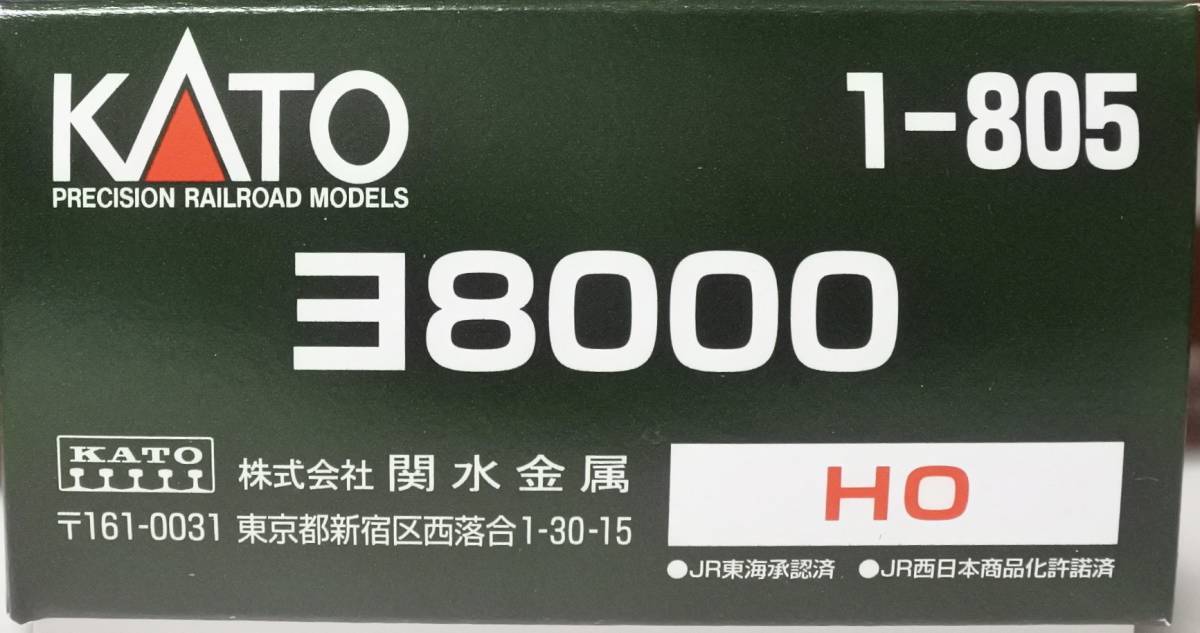 KATO
PRECISION RAILROAD MODELS
1-805
ヨ8000
KATO
株式会社 関水金属
〒161-0031 東京都新宿区西落合1-30-15
HO
●JR東海承認済 ●JR西日本商品化許諾済